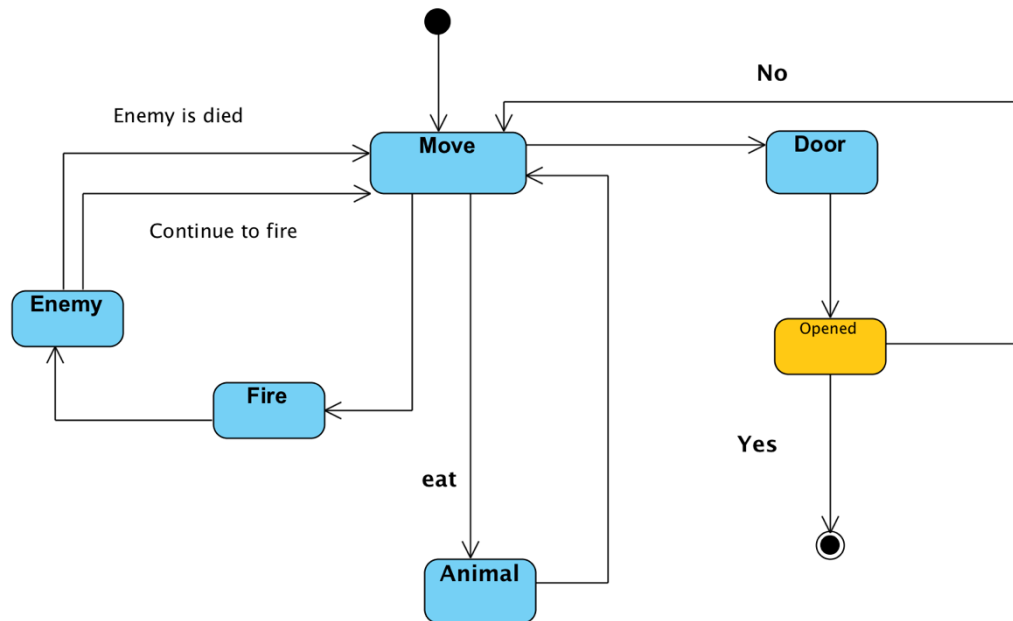 No
Enemy is died
Move
Door
Continue to fire
Enemy
Opened
Fire
Yes
eat
Animal